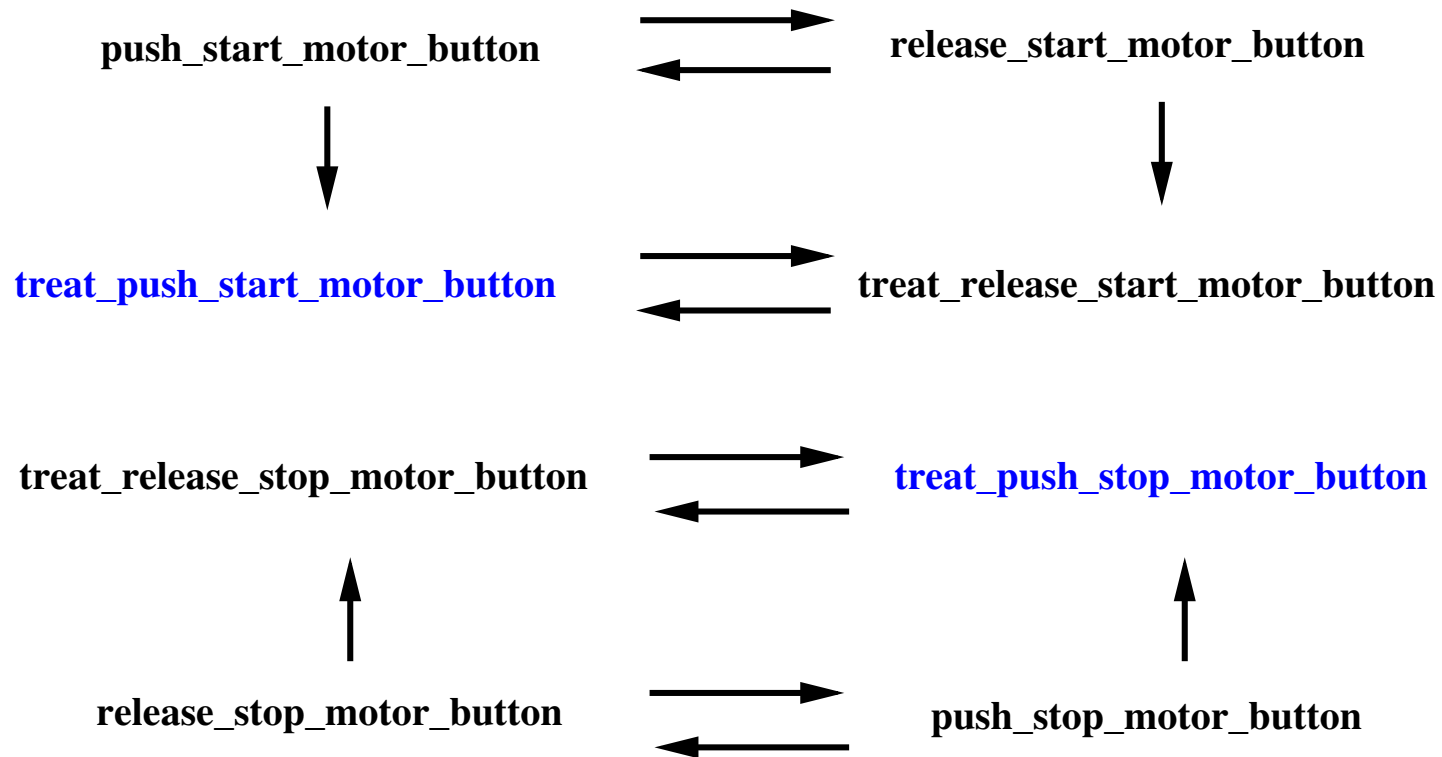 push_start_motor_button
release_start_motor_button
treat_push_start_motor_button
treat_release_start_motor_button
treat_release_stop_motor_button
treat_push_stop_motor_button
release_stop_motor_button
push_stop_motor_button